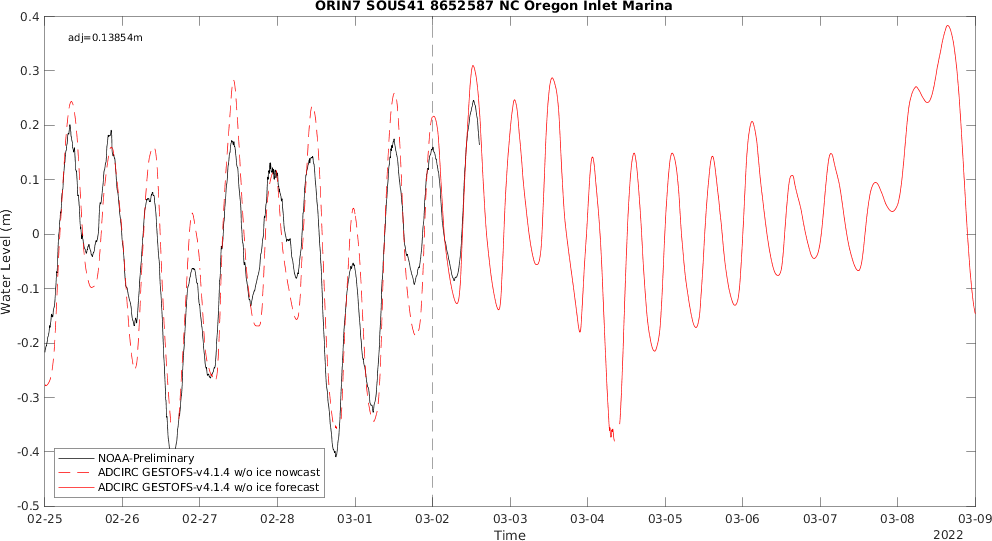 ORIN7 SOUS41 8652587 NC Oregon Inlet Marina
adj=0.13854m
0.4
0.3
0.2
0.1
0
-0.1
-0.2
-0.3
-0.4
-0.5
Water Level (m)
NOAA-Preliminary
ADCIRC GESTOFS-v4.1.4 w/o ice nowcast
ADCIRC GESTOFS-v4.1.4 w/o ice forecast
02-25 02-26 02-27 02-28 03-01 03-02 03-03 03-04 03-05 03-06 03-07 03-08 03-09
Time
2022